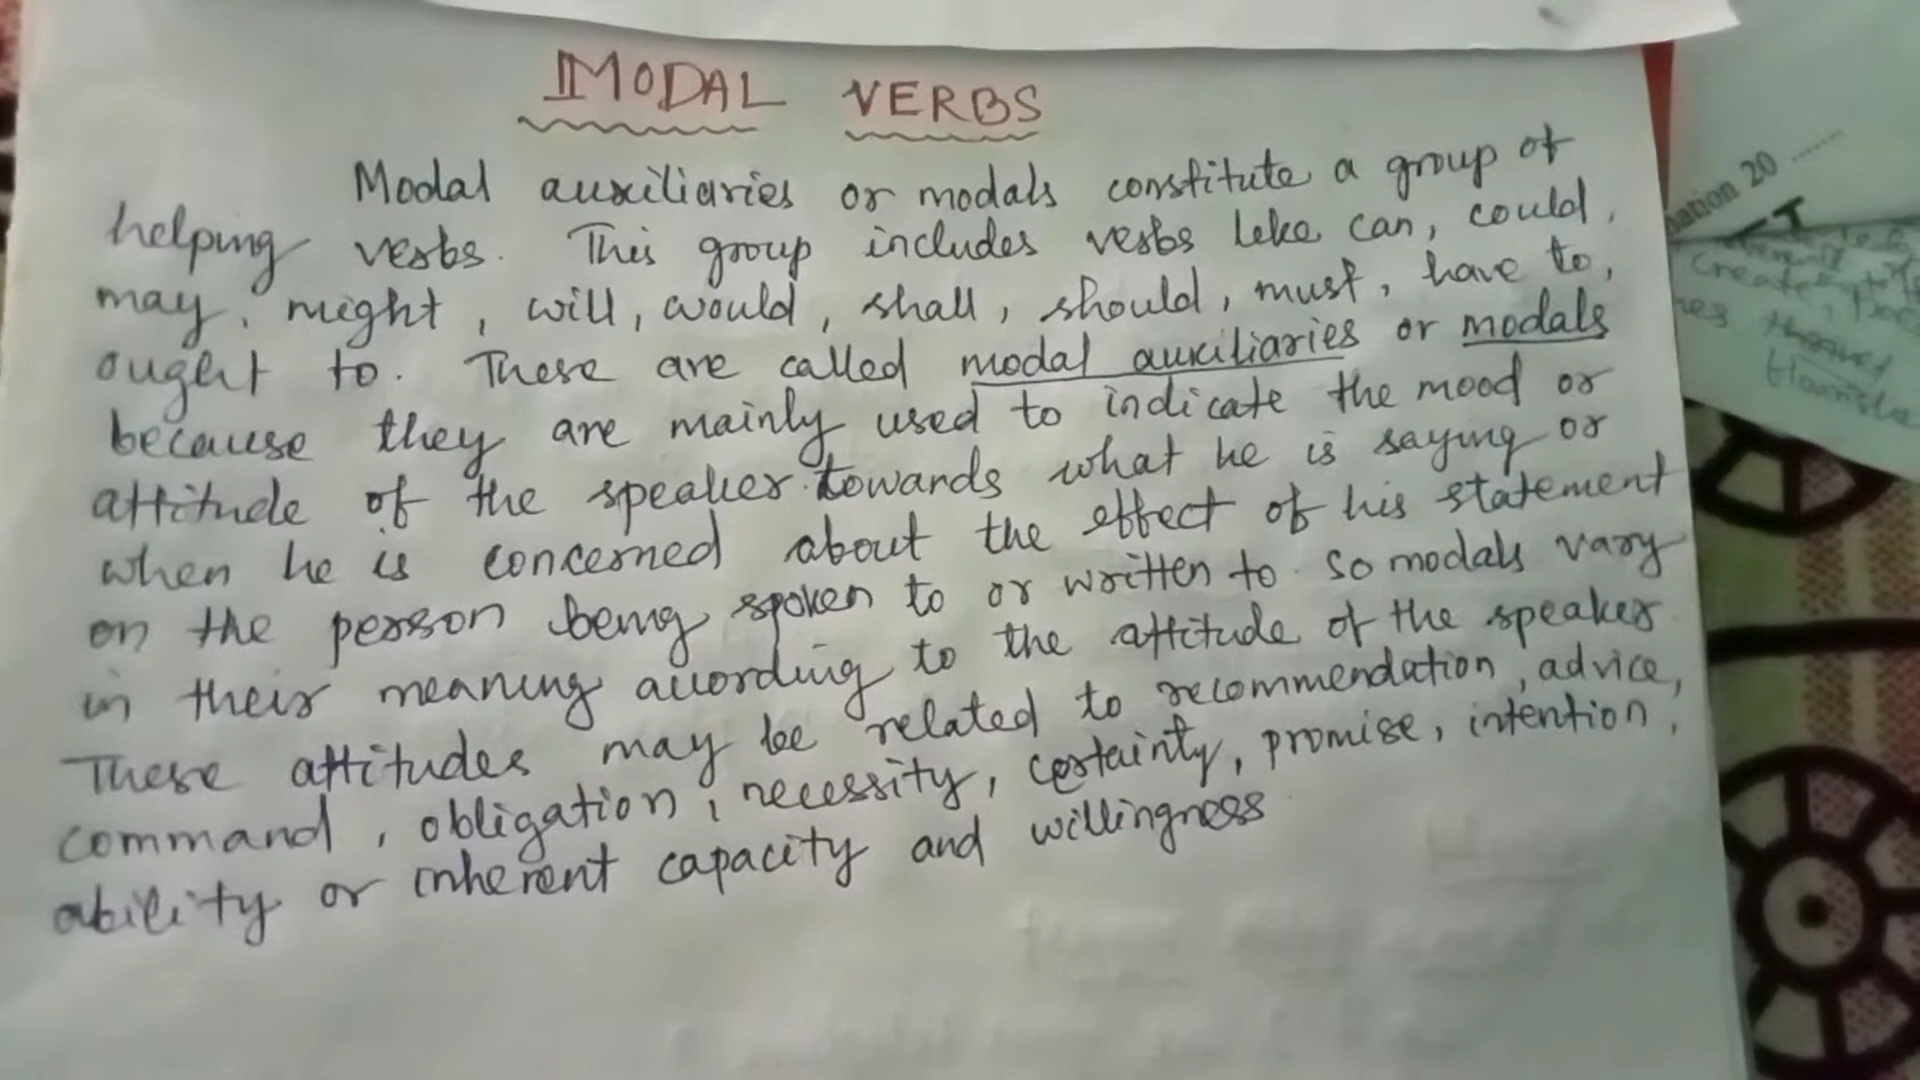 MODAL VERBS
Modal auxiliaries or modals constitute a group of
helping verbs. This group includes verbs like can, could,
may, might, will, would, shall, should, must, have to,
ought to. These are called modal auxiliaries or modals
because they are mainly used to indicate the mood or
attitude of the speaker towards what he is saying or
when he is concerned about the effect of his statement
on the person being spoken to or written to. So modals vary
in their meaning according to the attitude of the speaker.
These attitudes may be related to recommendation, advice,
command, obligation, necessity, certainty, promise, intention,
ability or inherent capacity and willingness
nation 20 ......